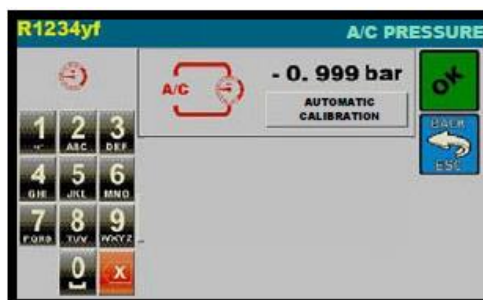 R1234yf
A/C PRESSURE
A/C
- 0. 999 bar
AUTOMATIC
CALIBRATION
OK
BACK
ESC
1 2 3
ABC DEF
4 5 6
GHI JKL MNO
7 8 9
PQRS TUV WXYZ
0 X